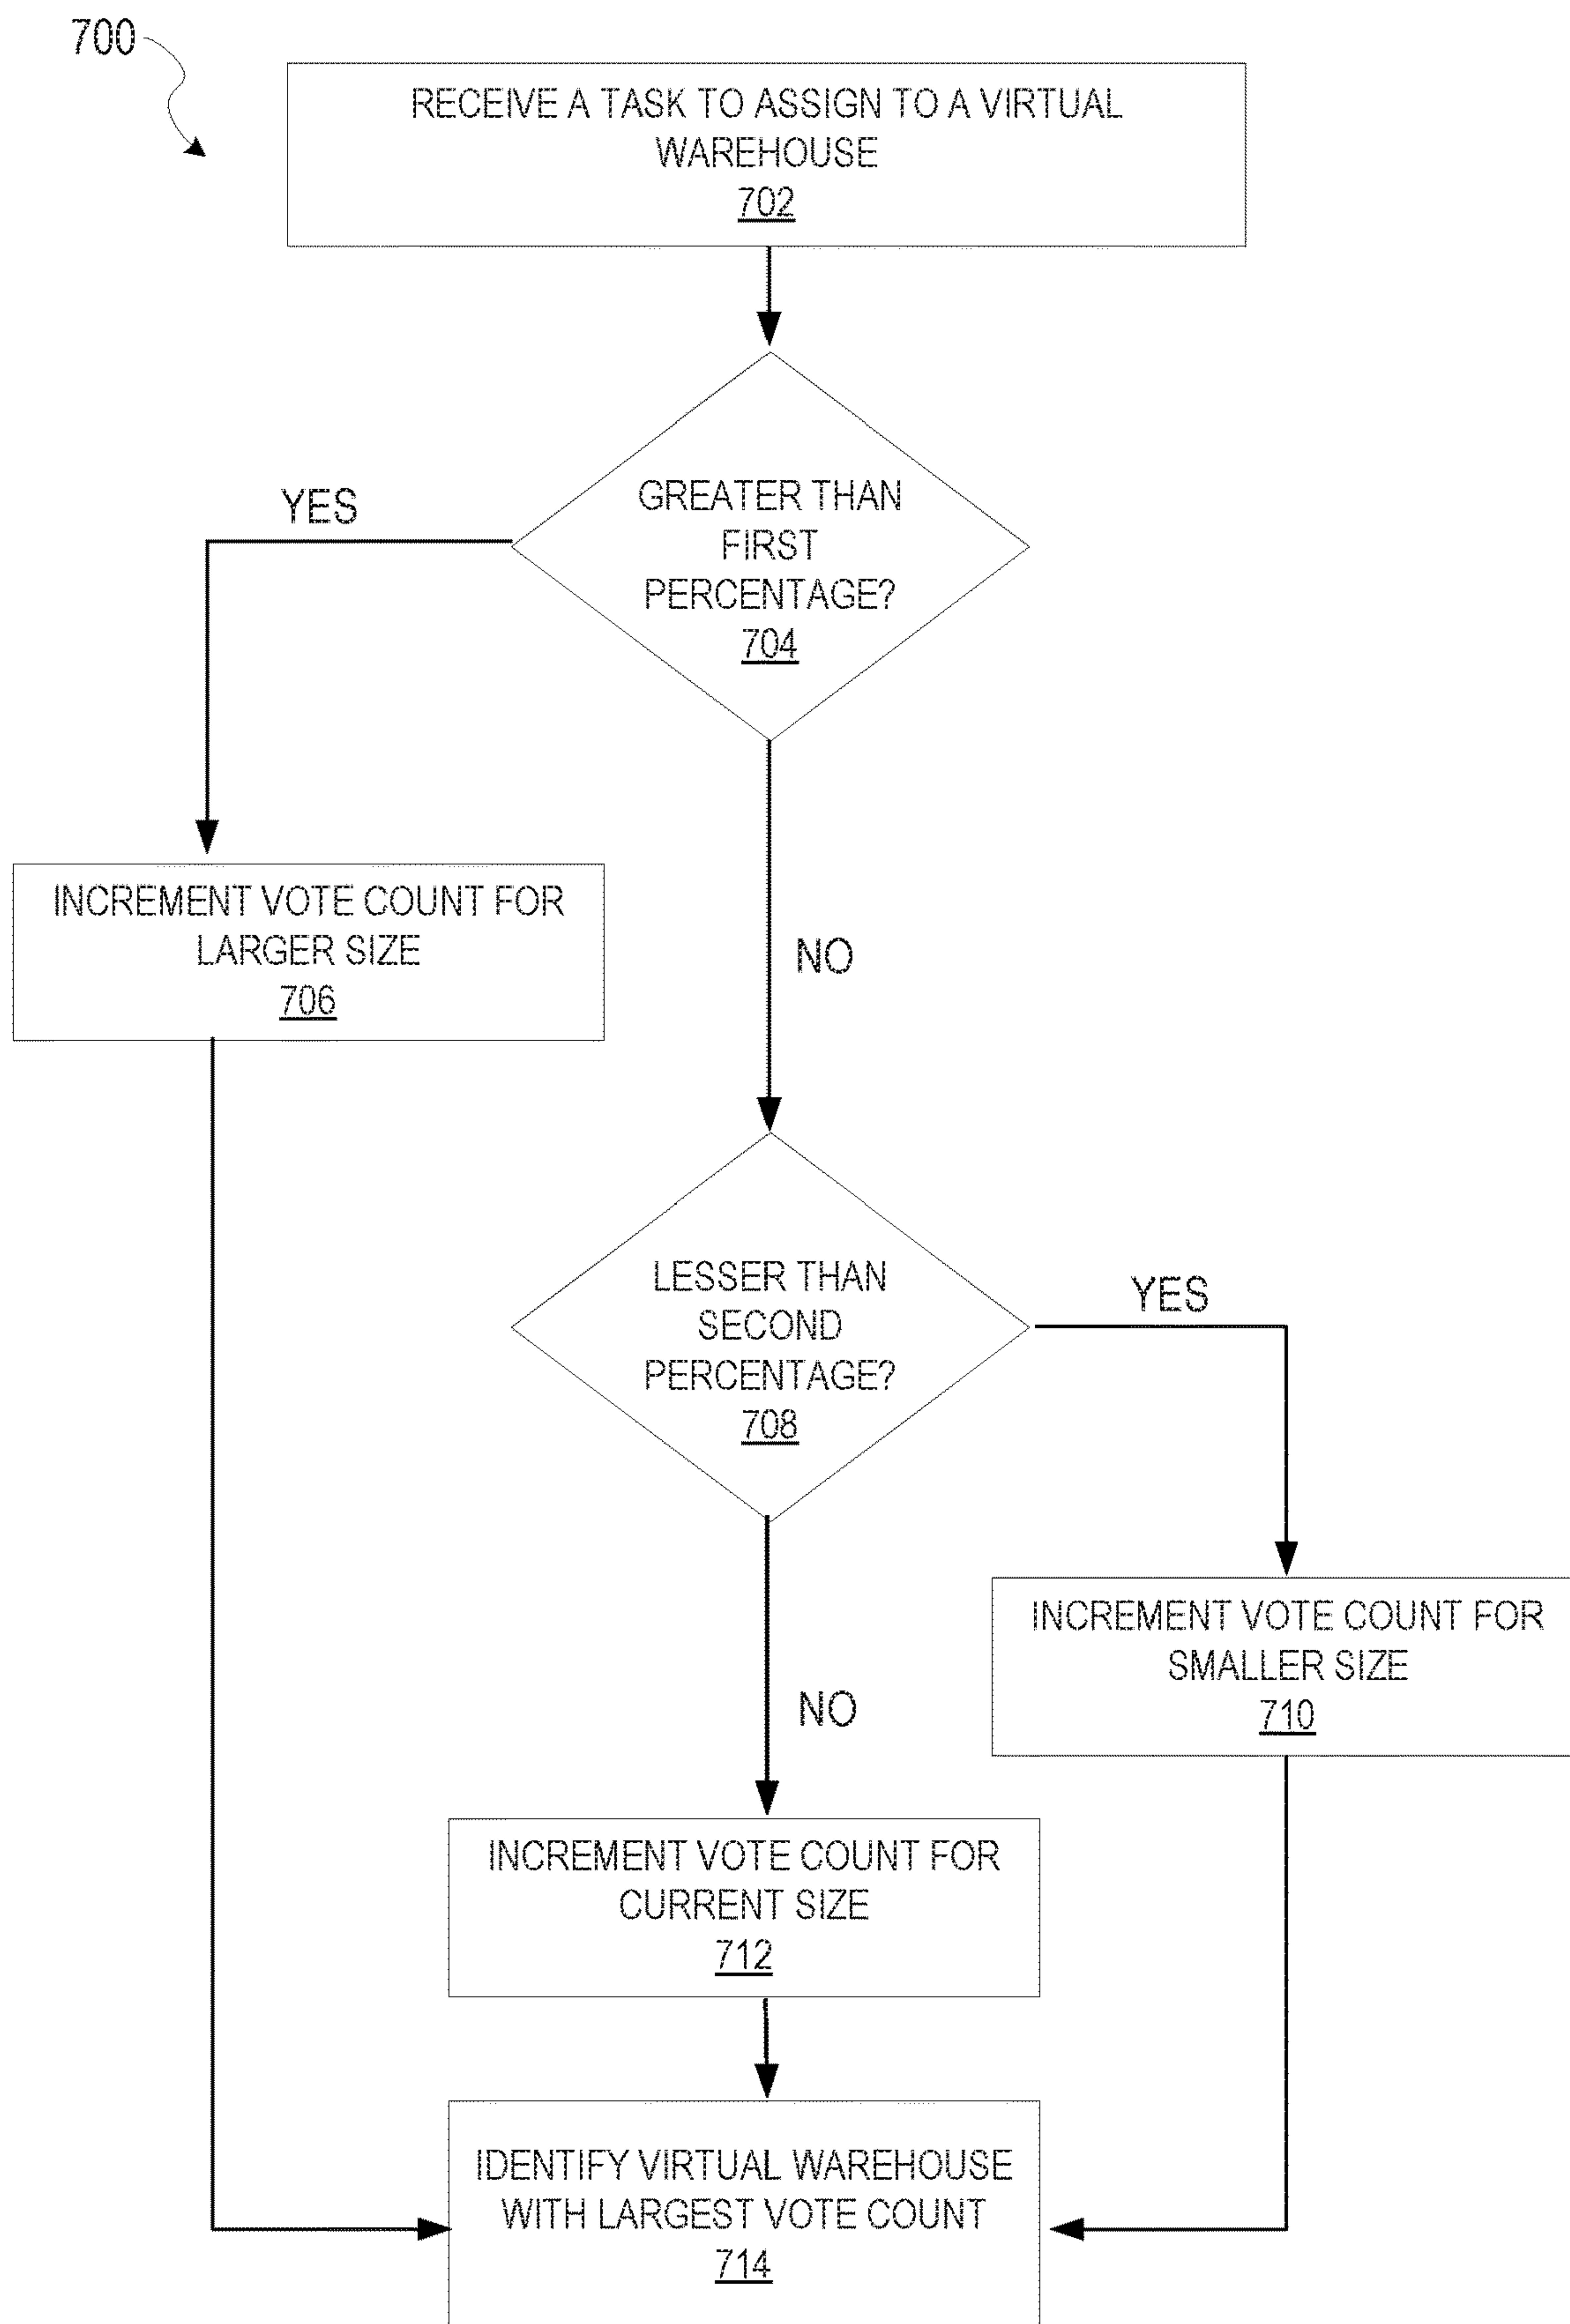 700
RECEIVE A TASK TO ASSIGN TO A VIRTUAL
WAREHOUSE
702
GREATER THAN
FIRST
PERCENTAGE?
704
YES
INCREMENT VOTE COUNT FOR
LARGER SIZE
706
NO
LESSER THAN
SECOND
PERCENTAGE?
708
YES
INCREMENT VOTE COUNT FOR
SMALLER SIZE
710
NO
INCREMENT VOTE COUNT FOR
CURRENT SIZE
712
IDENTIFY VIRTUAL WAREHOUSE
WITH LARGEST VOTE COUNT
714